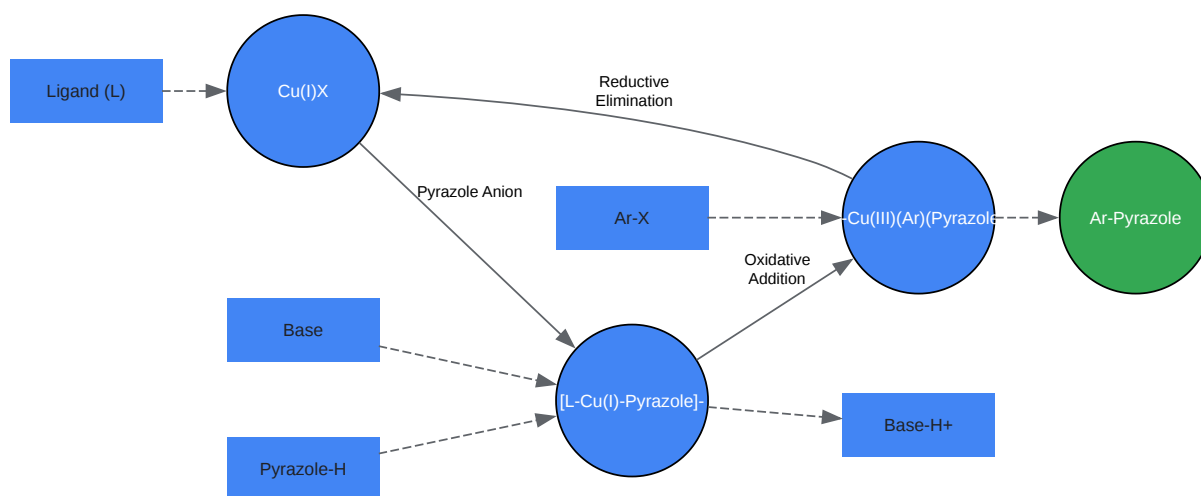 Ligand (L)
Cu(I)X
Reductive
Elimination
Pyrazole Anion
Ar-X
-Cu(III)(Ar)(Pyrazole
Ar-Pyrazole
Oxidative
Addition
Base
[L-Cu(I)-Pyrazole]-
Base-H+
Pyrazole-H